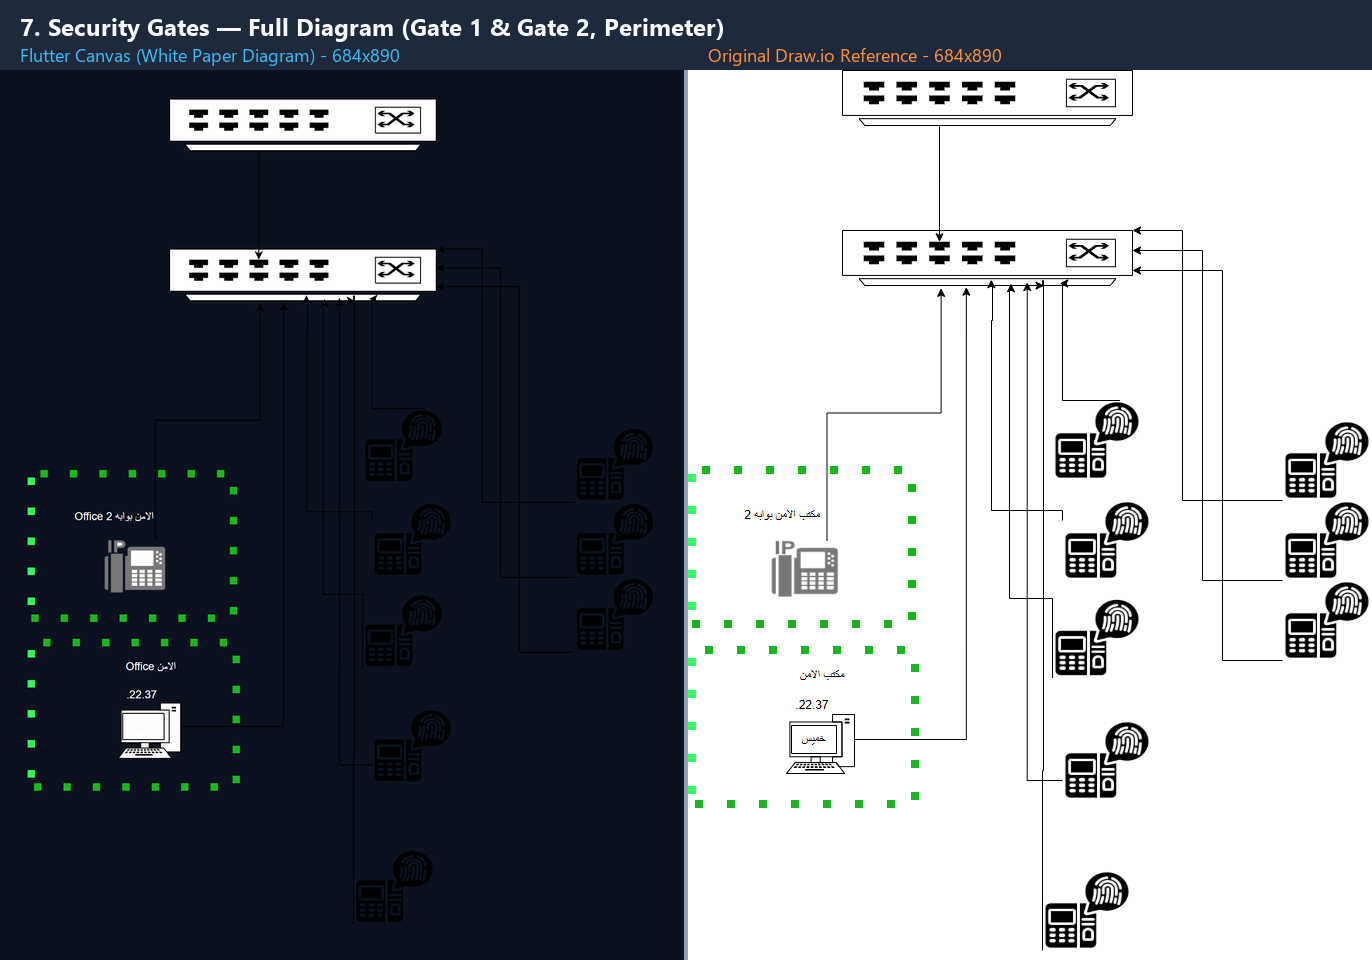 7. Security Gates — Full Diagram (Gate 1 & Gate 2, Perimeter)
Flutter Canvas (White Paper Diagram) - 684x890
Original Draw.io Reference - 684x890
Office 2 الامن بوابه
IP
Office الامن
.22.37
مكتب الامن بوابه 2
IP
مكتب الامن
.22.37
خميس